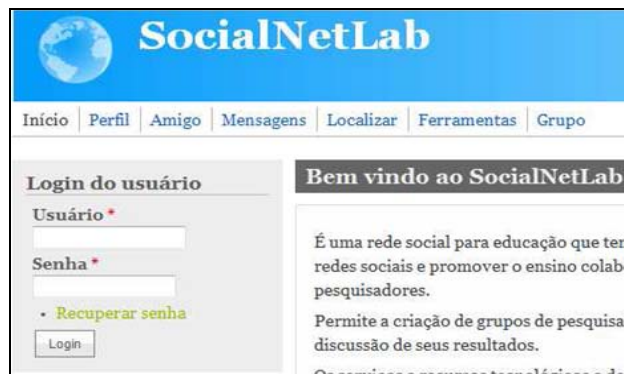 SocialNetLab
Início Perfil Amigo Mensagens Localizar Ferramentas Grupo
Login do usuário
Usuário *
Senha *
• Recuperar senha
Login
Bem vindo ao SocialNetLab
É uma rede social para educação que
redes sociais e promover o ensino
pesquisadores.
Permite a criação de grupos de pesquisa
discussão de seus resultados.